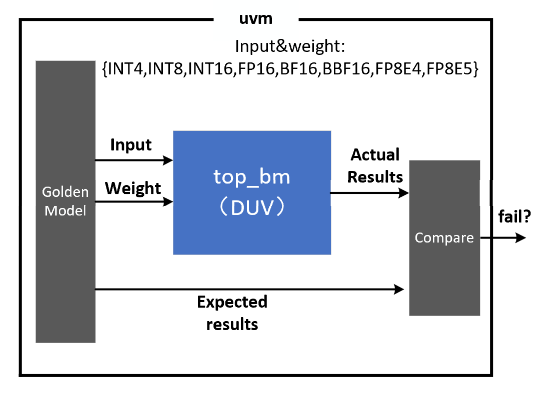 uvm
Input&weight:
{INT4,INT8,INT16,FP16,BF16,BBF16,FP8E4,FP8E5}
Input
Weight
Golden
Model
top_bm
（DUV）
Actual
Results
Compare
fail?
Expected
results